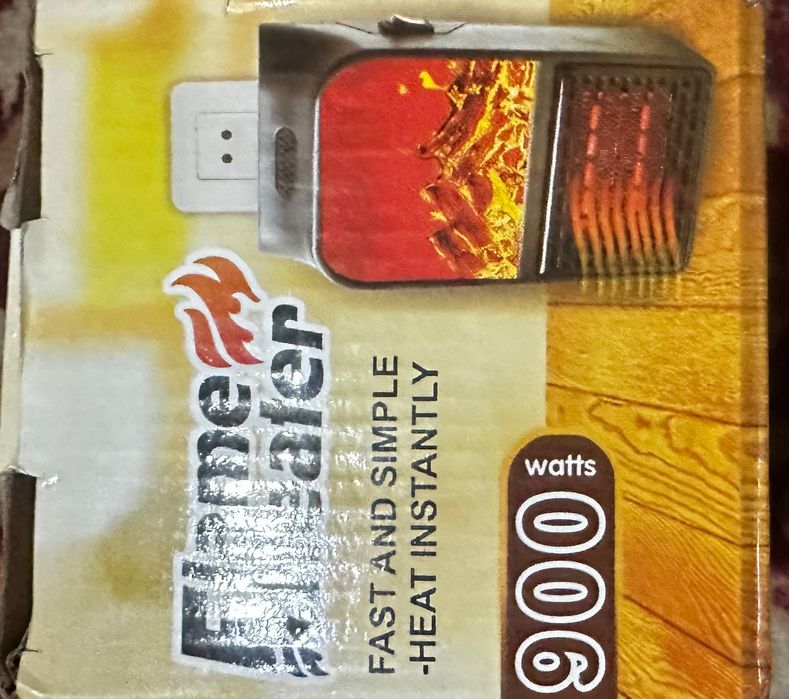 Flame
Heater
FAST AND SIMPLE
-HEAT INSTANTLY
900 watts